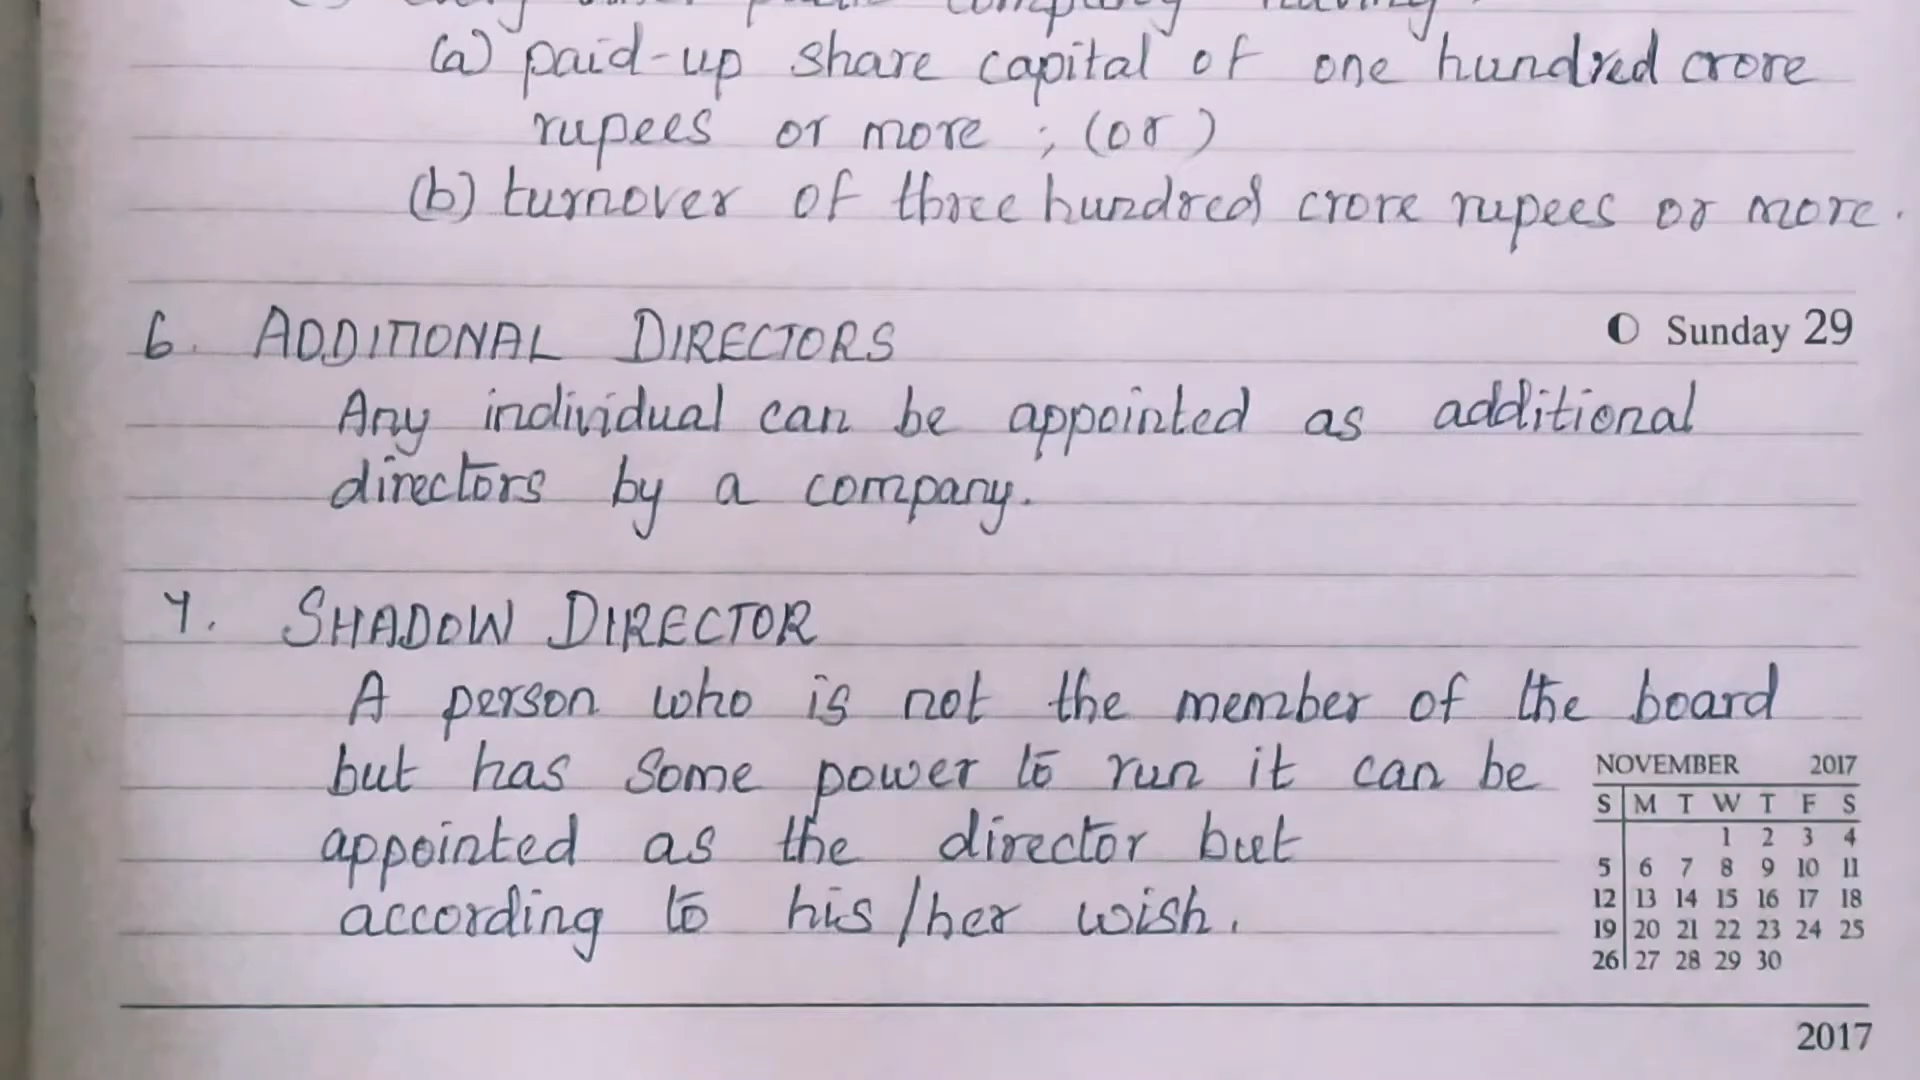 every other public company having:
(a) paid-up share capital of one hundred crore
rupees or more ; (or)
(b) turnover of three hundred crore rupees or more.
6. ADDITIONAL DIRECTORS
Sunday 29
Any individual can be appointed as additional
directors by a company.
7. SHADOW DIRECTOR
A person who is not the member of the board
but has some power to run it can be
appointed as the director but
according to his/her wish.
NOVEMBER 2017
S M T W T F S
1 2 3 4
5 6 7 8 9 10 11
12 13 14 15 16 17 18
19 20 21 22 23 24 25
26 27 28 29 30
2017